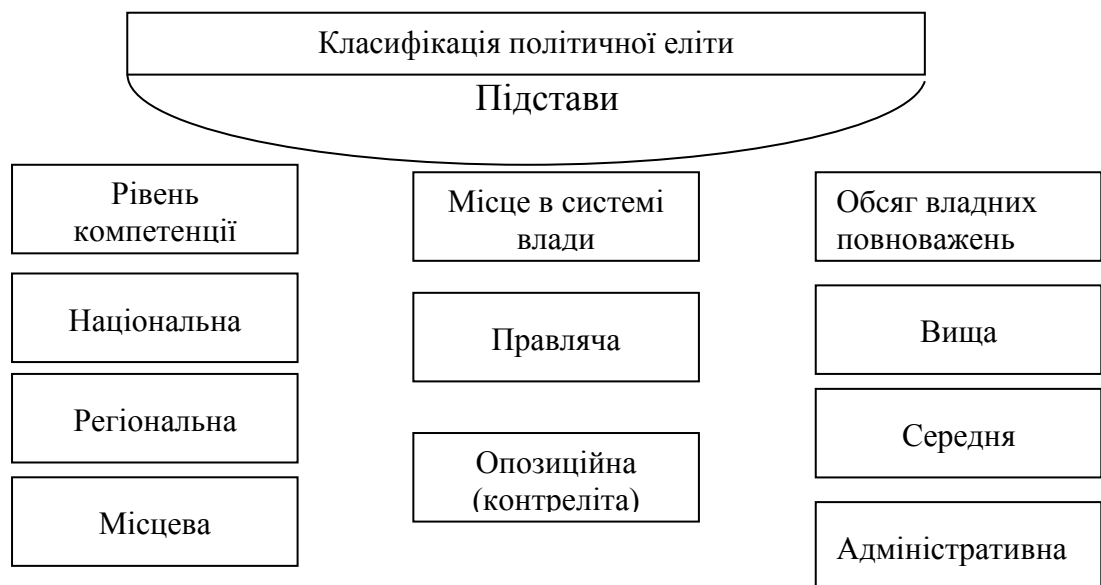 Класифікація політичної еліти
Підстави
Рівень
компетенції
Національна
Регіональна
Місцева
Місце в системі
влади
Правляча
Опозиційна
(контреліта)
Обсяг владних
повноважень
Вища
Середня
Адміністративна